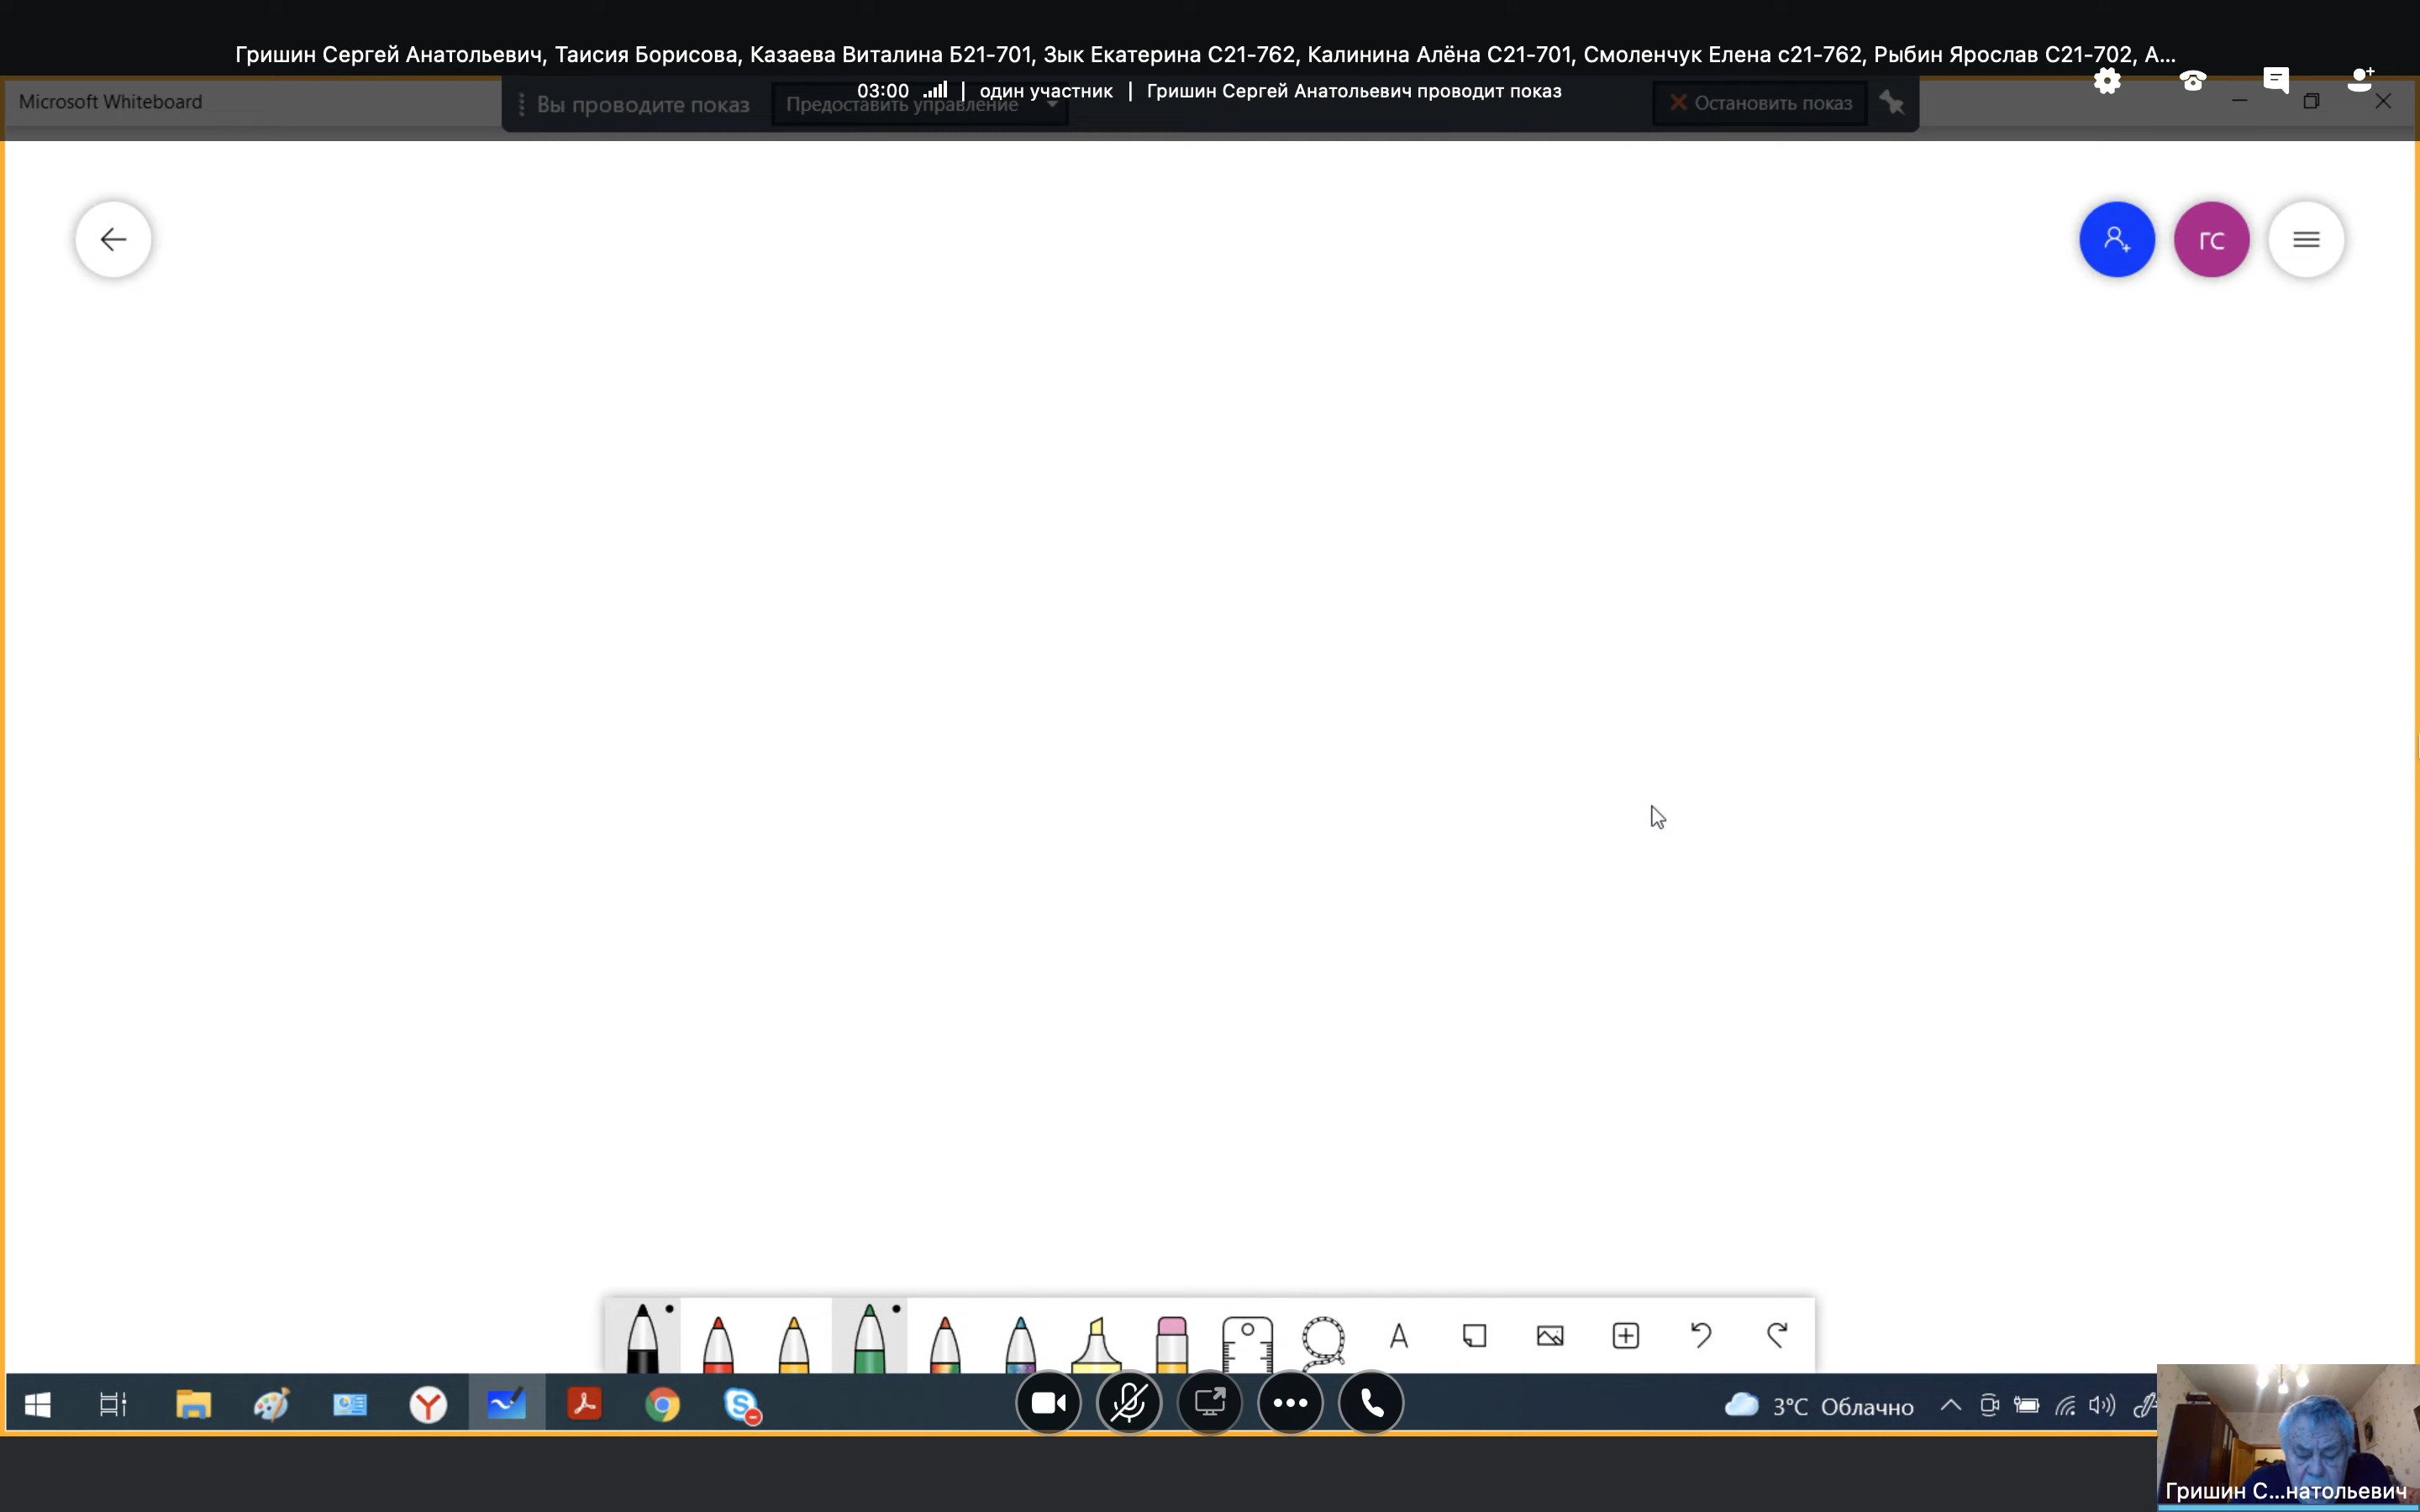 Гришин Сергей Анатольевич, Таисия Борисова, Казаева Виталина Б21-701, Зык Екатерина С21-762, Калинина Алёна С21-701, Смоленчук Елена с21-762, Рыбин Ярослав С21-702, А...
03:00 | один участник | Гришин Сергей Анатольевич проводит показ
Microsoft Whiteboard
Вы проводите показ
Предоставить управление
Остановить показ
ГС
3°C Облачно
Гришин С...натольевич